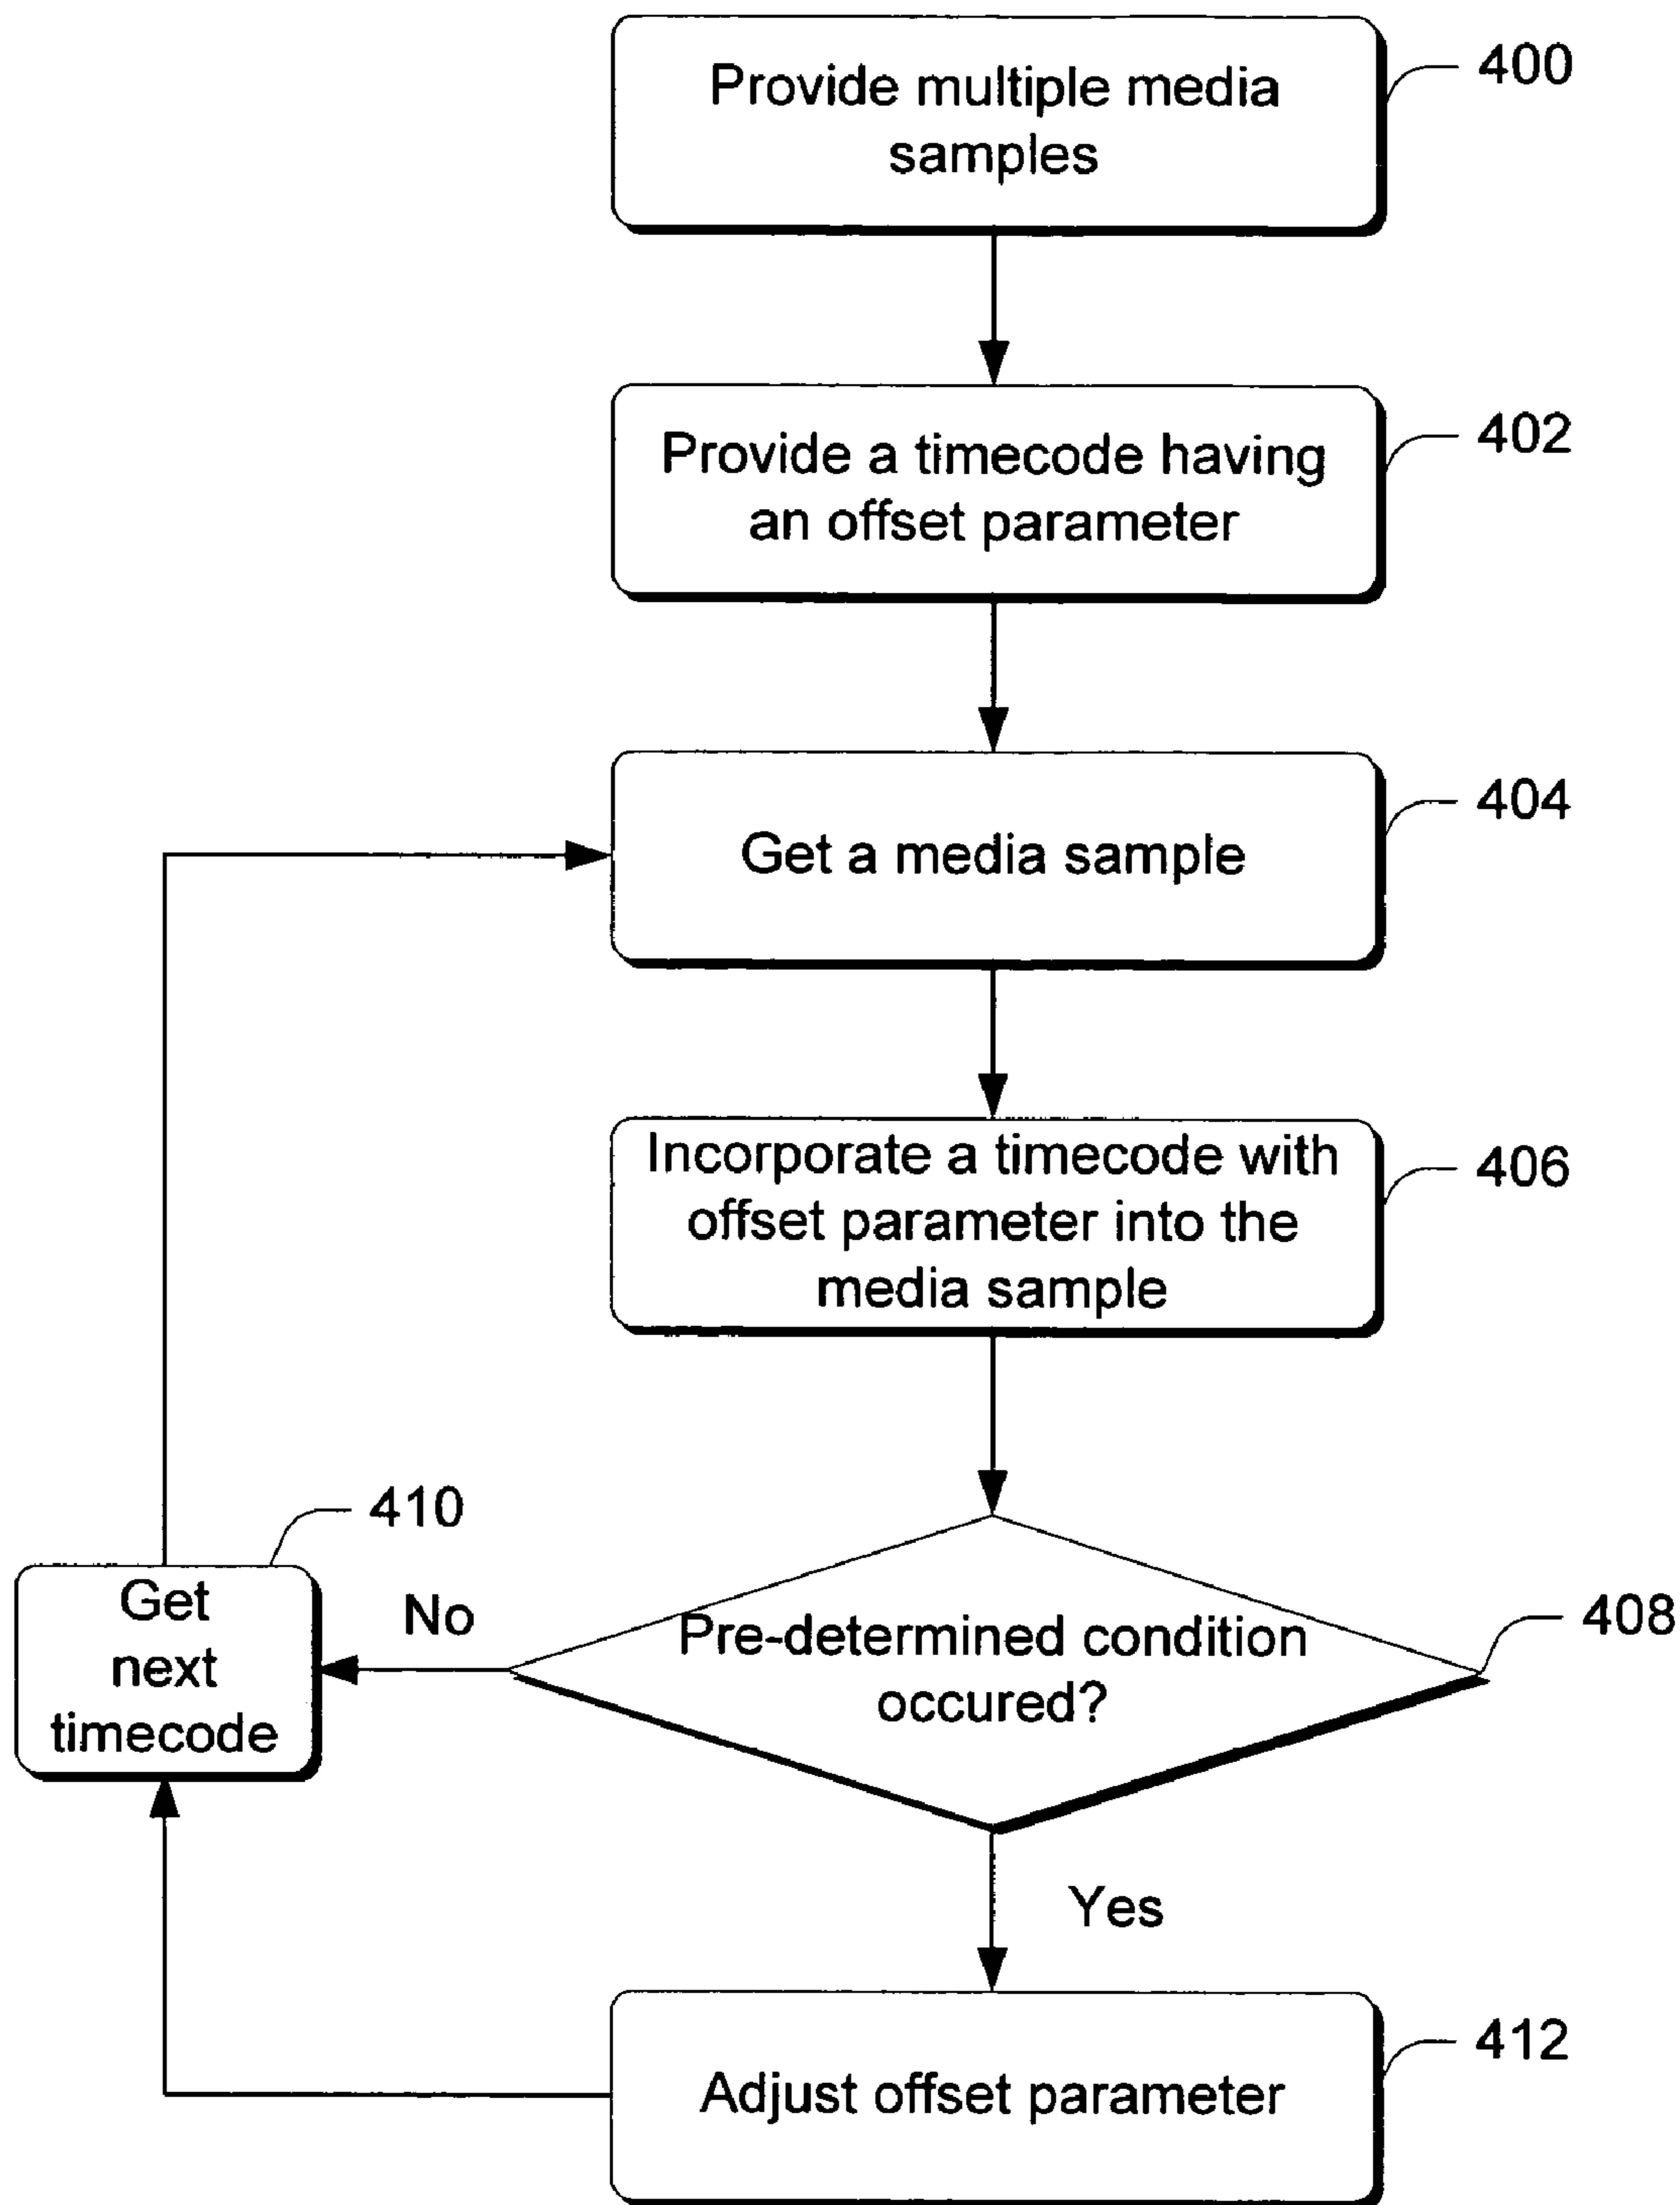 Provide multiple media
samples
400
Provide a timecode having
an offset parameter
402
Get a media sample
404
Incorporate a timecode with
offset parameter into the
media sample
406
Pre-determined condition
occured?
408
No
Get
next
timecode
410
Yes
Adjust offset parameter
412